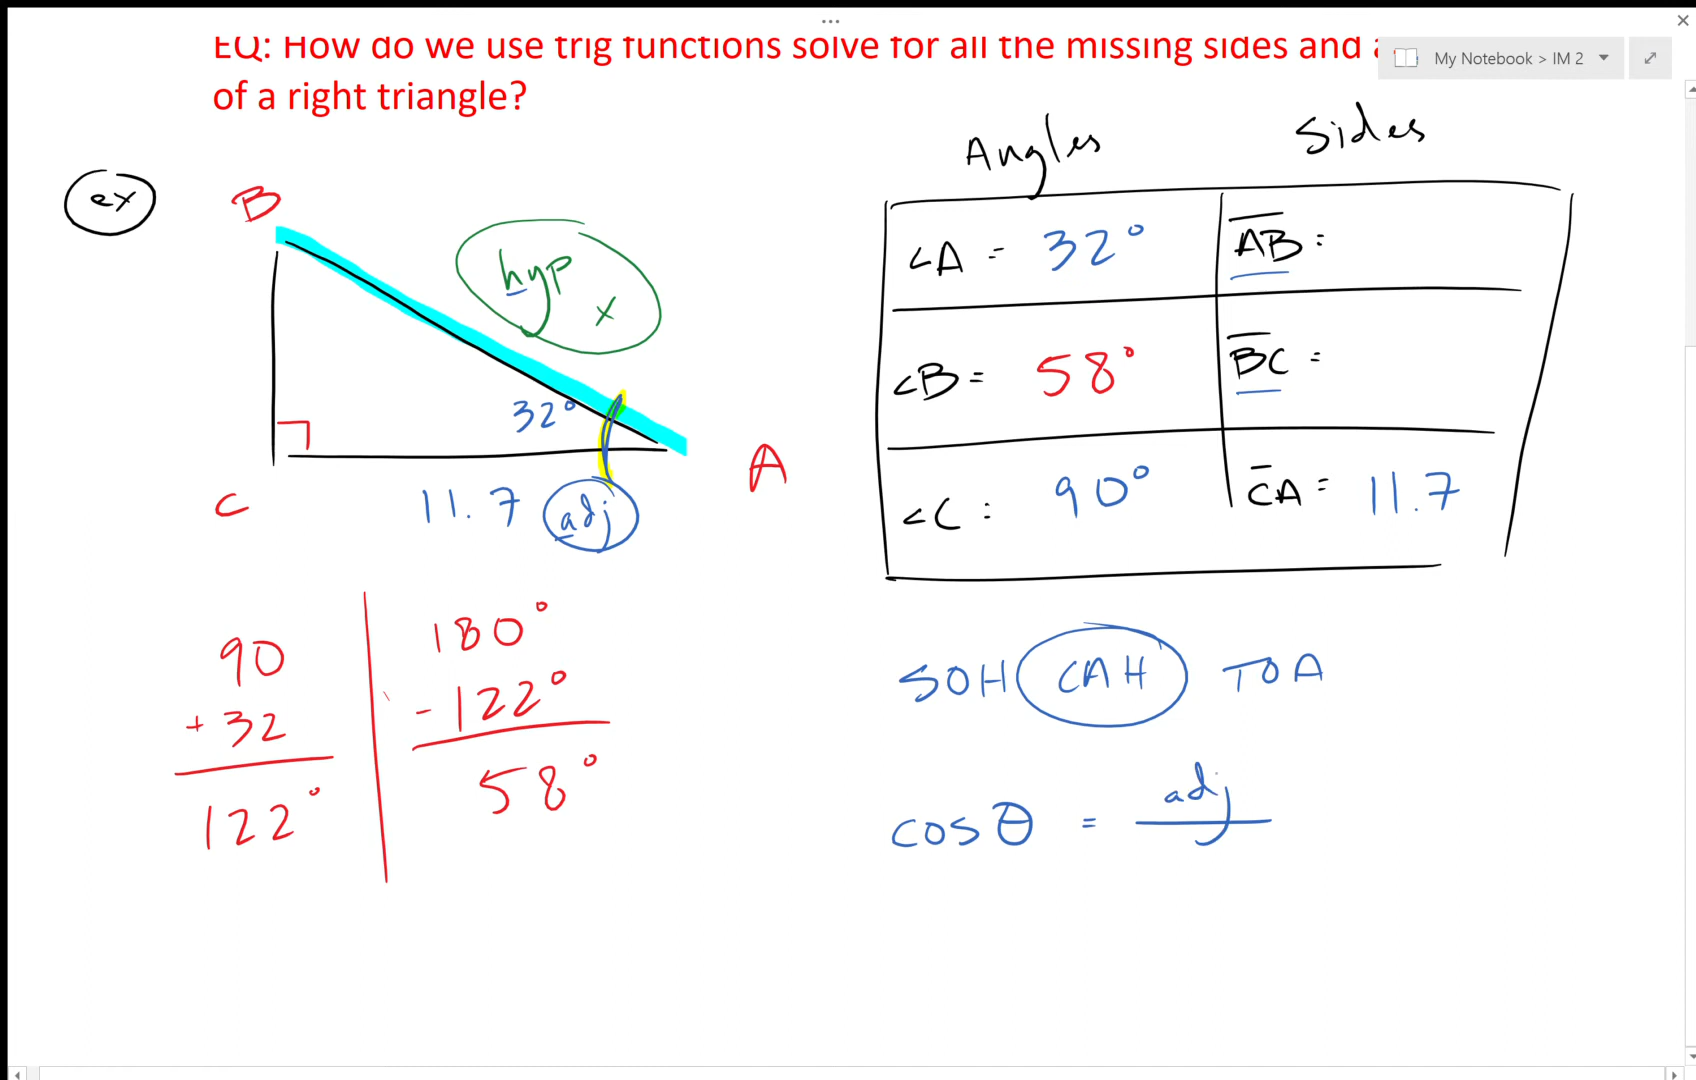 EQ: How do we use trig functions solve for all the missing sides and
of a right triangle?
My Notebook > IM 2
ex
B
hyp
x
32°
C
11.7 adj
A
Angles Sides
<A = 32° AB:
<B = 58° BC =
<C : 90° CA = 11.7
90
+ 32
122°
180°
- 122°
58°
SOH CAH TOA
cos θ = adj